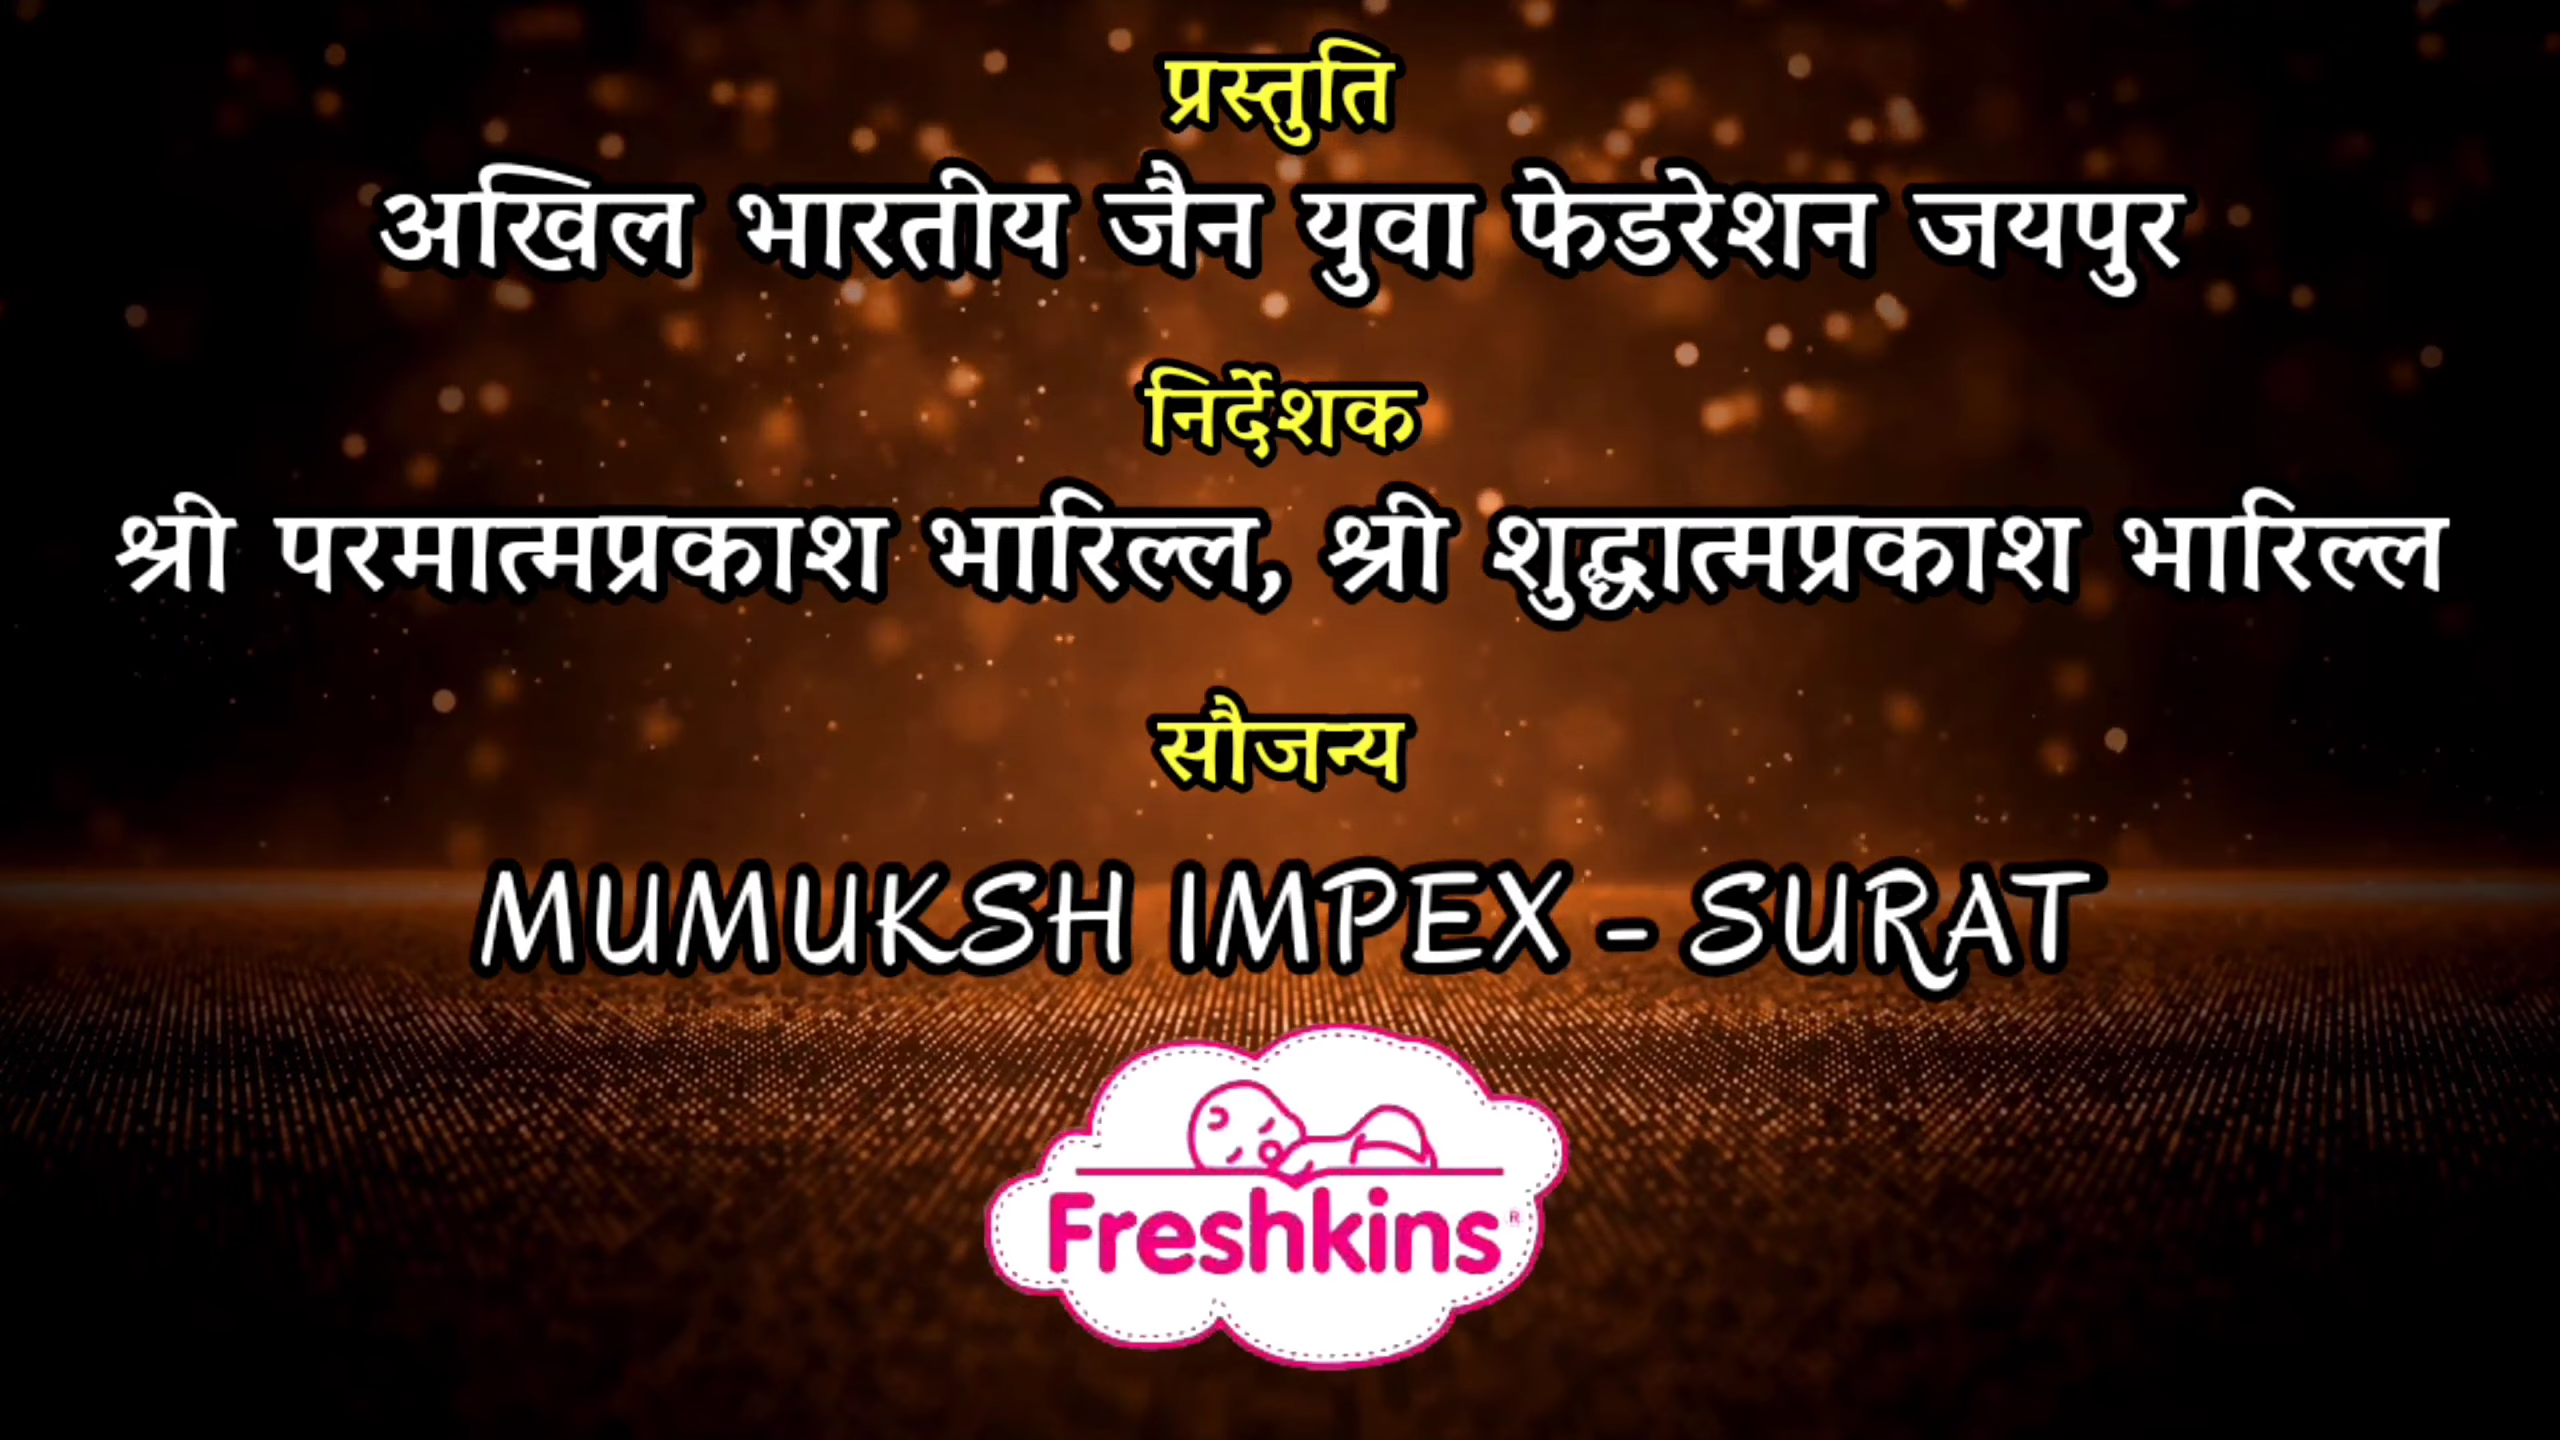 प्रस्तुति
अखिल भारतीय जैन युवा फेडरेशन जयपुर
निर्देशक
श्री परमात्मप्रकाश भारिल्ल, श्री शुद्धात्मप्रकाश भारिल्ल
सौजन्य
MUMUKSH IMPEX - SURAT
Freshkins®